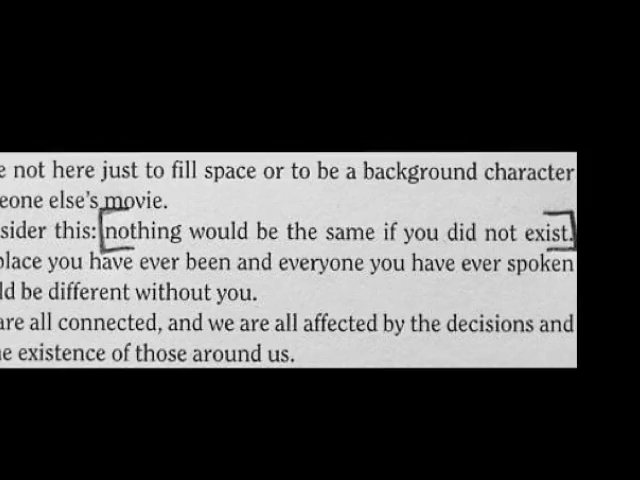 e not here just to fill space or to be a background character
eone else's movie.
sider this: nothing would be the same if you did not exist.
place you have ever been and everyone you have ever spoken
ld be different without you.
are all connected, and we are all affected by the decisions and
e existence of those around us.